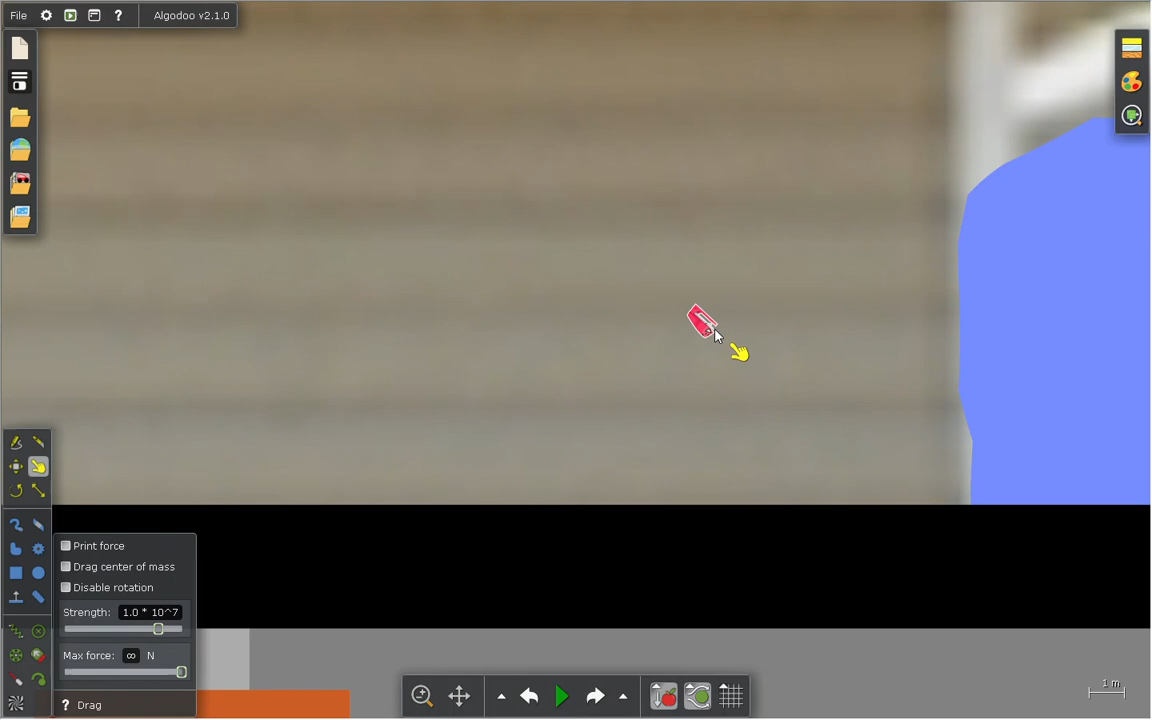 File ? Algodoo v2.1.0
Print force
Drag center of mass
Disable rotation
Strength: 1.0 * 10^7
Max force: ∞ N
? Drag
1 m